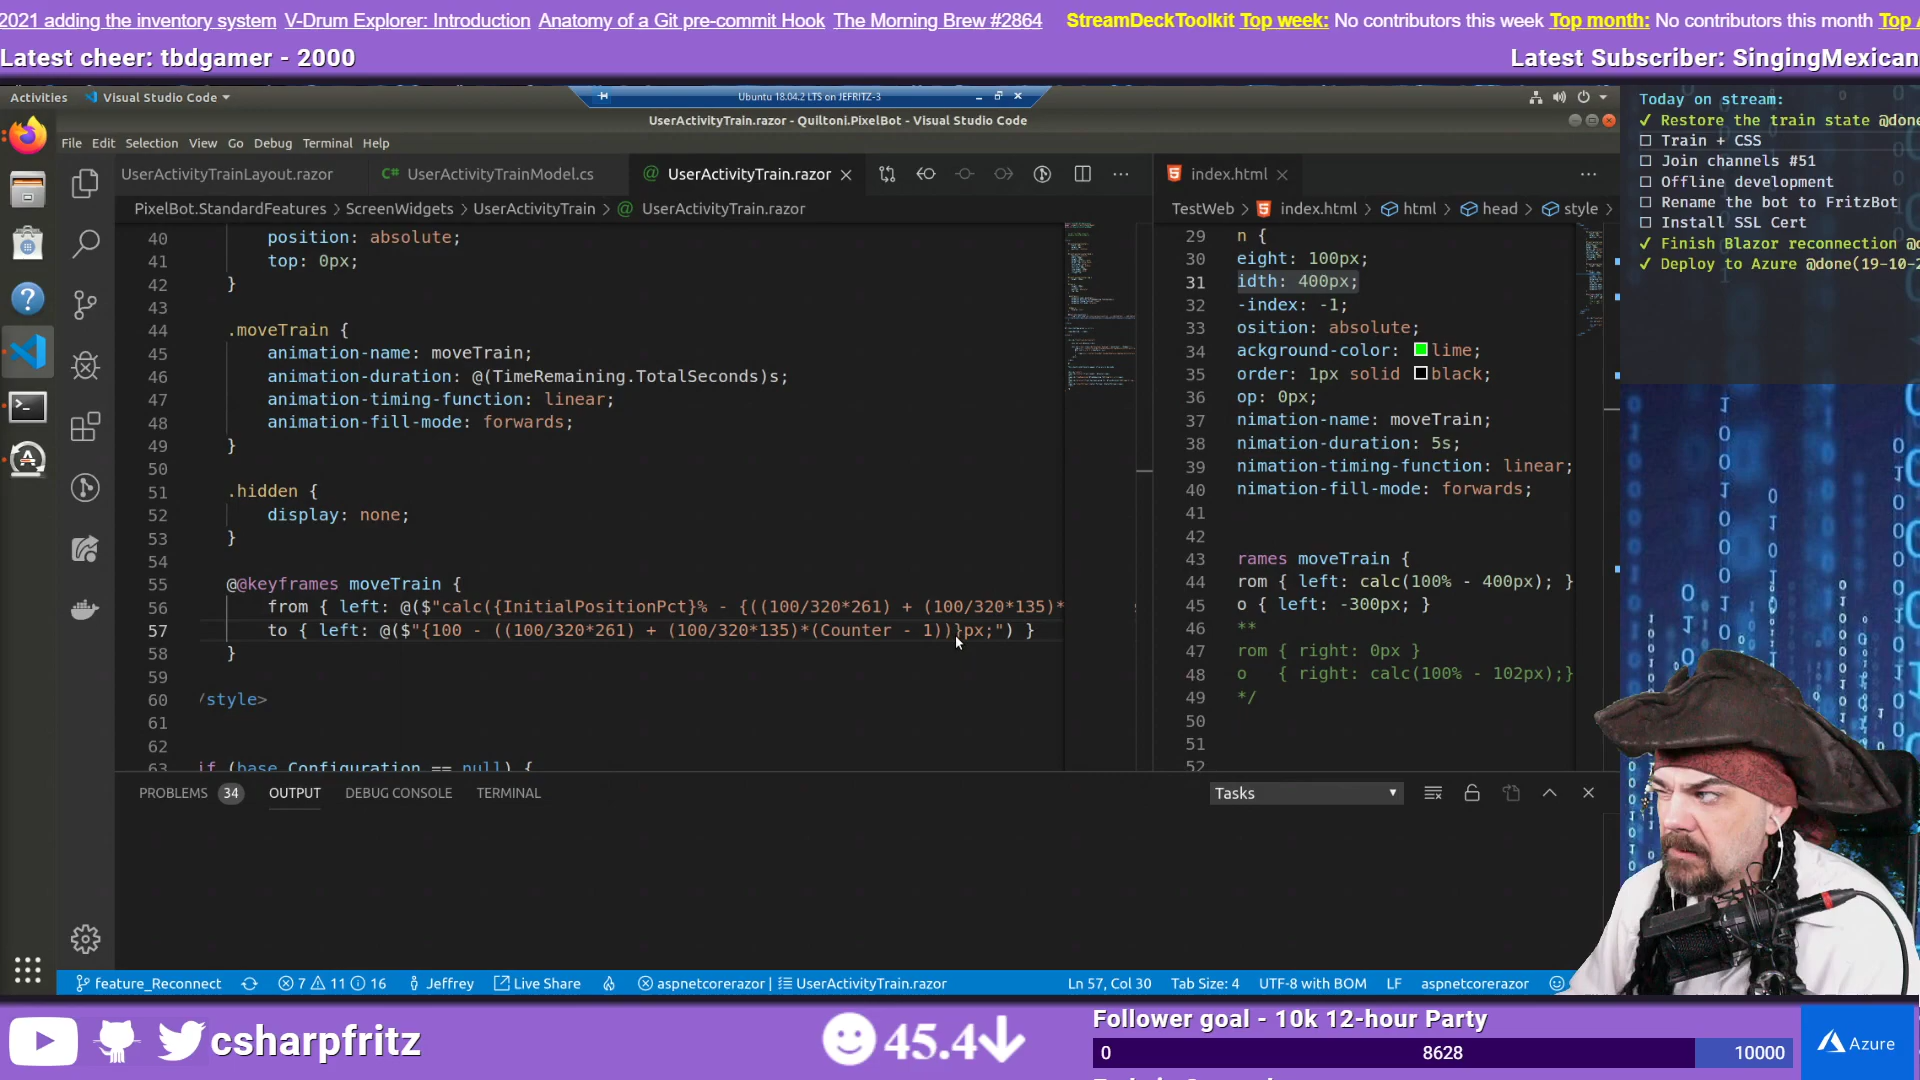 2021 adding the inventory system V-Drum Explorer: Introduction Anatomy of a Git pre-commit Hook The Morning Brew #2864 StreamDeckToolkit Top week: No contributors this week Top month: No contributors this month Top
Latest cheer: tbdgamer - 2000
Latest Subscriber: SingingMexican
Activities Visual Studio Code
Ubuntu 18.04.2 LTS on JEFRITZ-3
UserActivityTrain.razor - Quiltoni.PixelBot - Visual Studio Code
File Edit Selection View Go Debug Terminal Help
UserActivityTrainLayout.razor C# UserActivityTrainModel.cs UserActivityTrain.razor
PixelBot.StandardFeatures > ScreenWidgets > UserActivityTrain > UserActivityTrain.razor
40 position: absolute;
41 top: 0px;
42 }
43
44 .moveTrain {
45 animation-name: moveTrain;
46 animation-duration: @(TimeRemaining.TotalSeconds)s;
47 animation-timing-function: linear;
48 animation-fill-mode: forwards;
49 }
50
51 .hidden {
52 display: none;
53 }
54
55 @@keyframes moveTrain {
56 from { left: @($"calc({InitialPositionPct}% - {((100/320*261) + (100/320*135)*
57 to { left: @($"{100 - ((100/320*261) + (100/320*135)*(Counter - 1))}px;") }
58 }
59
60 /style>
61
62
63 if (base.Configuration == null) {
index.html
TestWeb > index.html > html > head > style >
29 n {
30 eight: 100px;
31 idth: 400px;
32 -index: -1;
33 osition: absolute;
34 ackground-color: lime;
35 order: 1px solid black;
36 op: 0px;
37 nimation-name: moveTrain;
38 nimation-duration: 5s;
39 nimation-timing-function: linear;
40 nimation-fill-mode: forwards;
41
42
43 rames moveTrain {
44 rom { left: calc(100% - 400px); }
45 o { left: -300px; }
46 **
47 rom { right: 0px }
48 o { right: calc(100% - 102px);}
49 */
50
51
52
PROBLEMS 34 OUTPUT DEBUG CONSOLE TERMINAL
Tasks
feature_Reconnect 7 11 16 Jeffrey Live Share aspnetcorerazor | UserActivityTrain.razor Ln 57, Col 30 Tab Size: 4 UTF-8 with BOM LF aspnetcorerazor
Today on stream:
✓ Restore the train state @done
☐ Train + CSS
☐ Join channels #51
☐ Offline development
☐ Rename the bot to FritzBot
☐ Install SSL Cert
✓ Finish Blazor reconnection @d
✓ Deploy to Azure @done(19-10-2
csharpfritz
45.4
Follower goal - 10k 12-hour Party
0 8628 10000
Azure